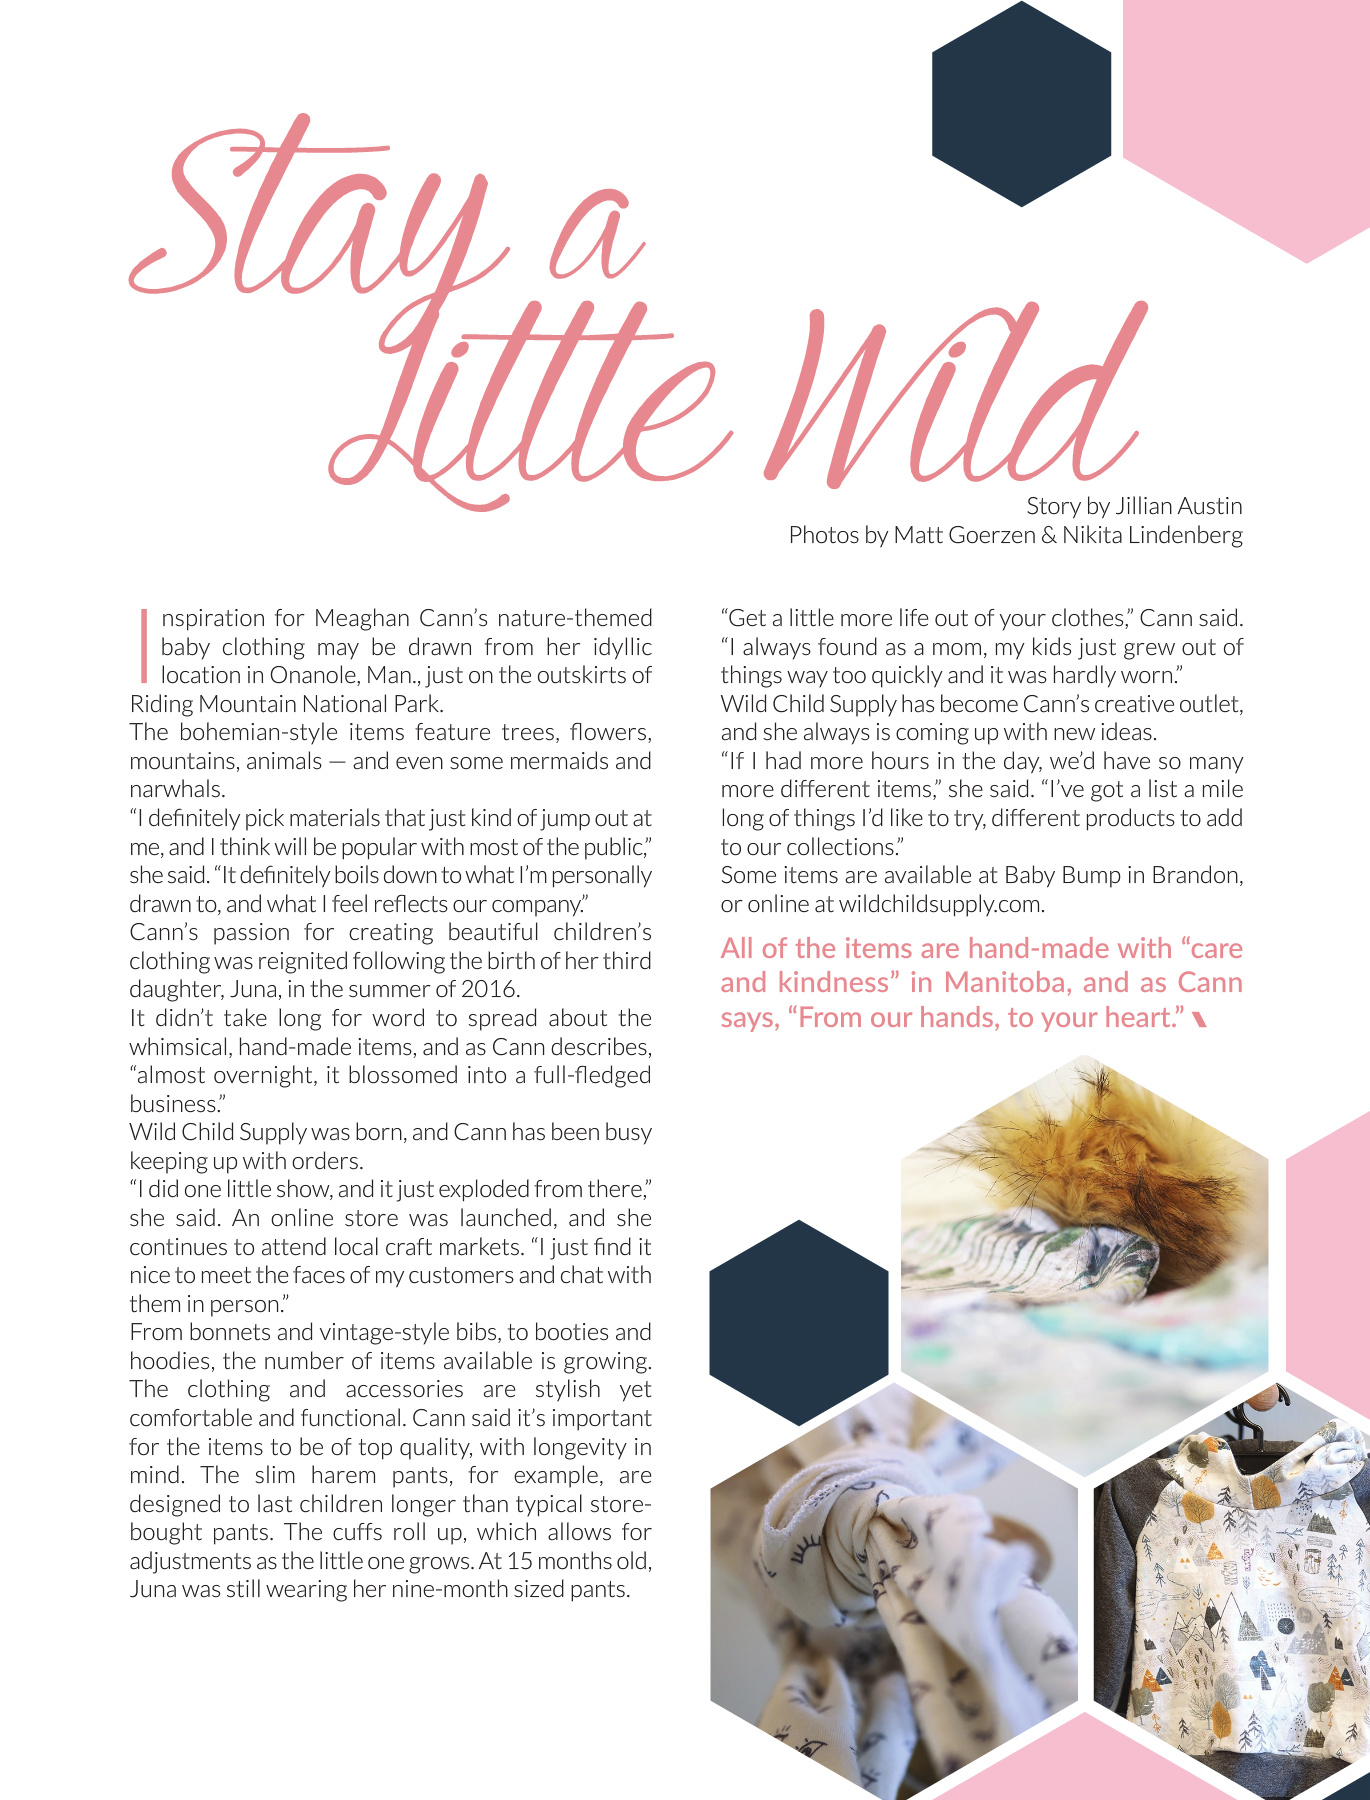 Stay a
Little Wild
Story by Jillian Austin
Photos by Matt Goerzen & Nikita Lindenberg
Inspiration for Meaghan Cann’s nature-themed
baby clothing may be drawn from her idyllic
location in Onanole, Man., just on the outskirts of
Riding Mountain National Park.
The bohemian-style items feature trees, flowers,
mountains, animals — and even some mermaids and
narwhals.
“I definitely pick materials that just kind of jump out at
me, and I think will be popular with most of the public,”
she said. “It definitely boils down to what I’m personally
drawn to, and what I feel reflects our company.”
Cann’s passion for creating beautiful children’s
clothing was reignited following the birth of her third
daughter, Juna, in the summer of 2016.
It didn’t take long for word to spread about the
whimsical, hand-made items, and as Cann describes,
“almost overnight, it blossomed into a full-fledged
business.”
Wild Child Supply was born, and Cann has been busy
keeping up with orders.
“I did one little show, and it just exploded from there,”
she said. An online store was launched, and she
continues to attend local craft markets. “I just find it
nice to meet the faces of my customers and chat with
them in person.”
From bonnets and vintage-style bibs, to booties and
hoodies, the number of items available is growing.
The clothing and accessories are stylish yet
comfortable and functional. Cann said it’s important
for the items to be of top quality, with longevity in
mind. The slim harem pants, for example, are
designed to last children longer than typical store-
bought pants. The cuffs roll up, which allows for
adjustments as the little one grows. At 15 months old,
Juna was still wearing her nine-month sized pants.
“Get a little more life out of your clothes,” Cann said.
“I always found as a mom, my kids just grew out of
things way too quickly and it was hardly worn.”
Wild Child Supply has become Cann’s creative outlet,
and she always is coming up with new ideas.
“If I had more hours in the day, we’d have so many
more different items,” she said. “I’ve got a list a mile
long of things I’d like to try, different products to add
to our collections.”
Some items are available at Baby Bump in Brandon,
or online at wildchildsupply.com.
All of the items are hand-made with “care
and kindness” in Manitoba, and as Cann
says, “From our hands, to your heart.”